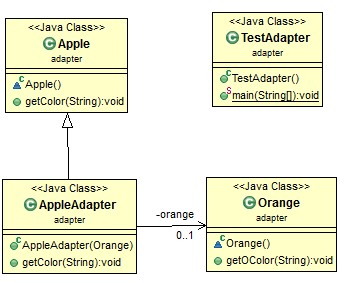 <<Java Class>>
Apple
adapter
Apple()
getColor(String):void
<<Java Class>>
TestAdapter
adapter
TestAdapter()
main(String[]):void
<<Java Class>>
AppleAdapter
adapter
AppleAdapter(Orange)
getColor(String):void
-orange
0..1
<<Java Class>>
Orange
adapter
Orange()
getOColor(String):void